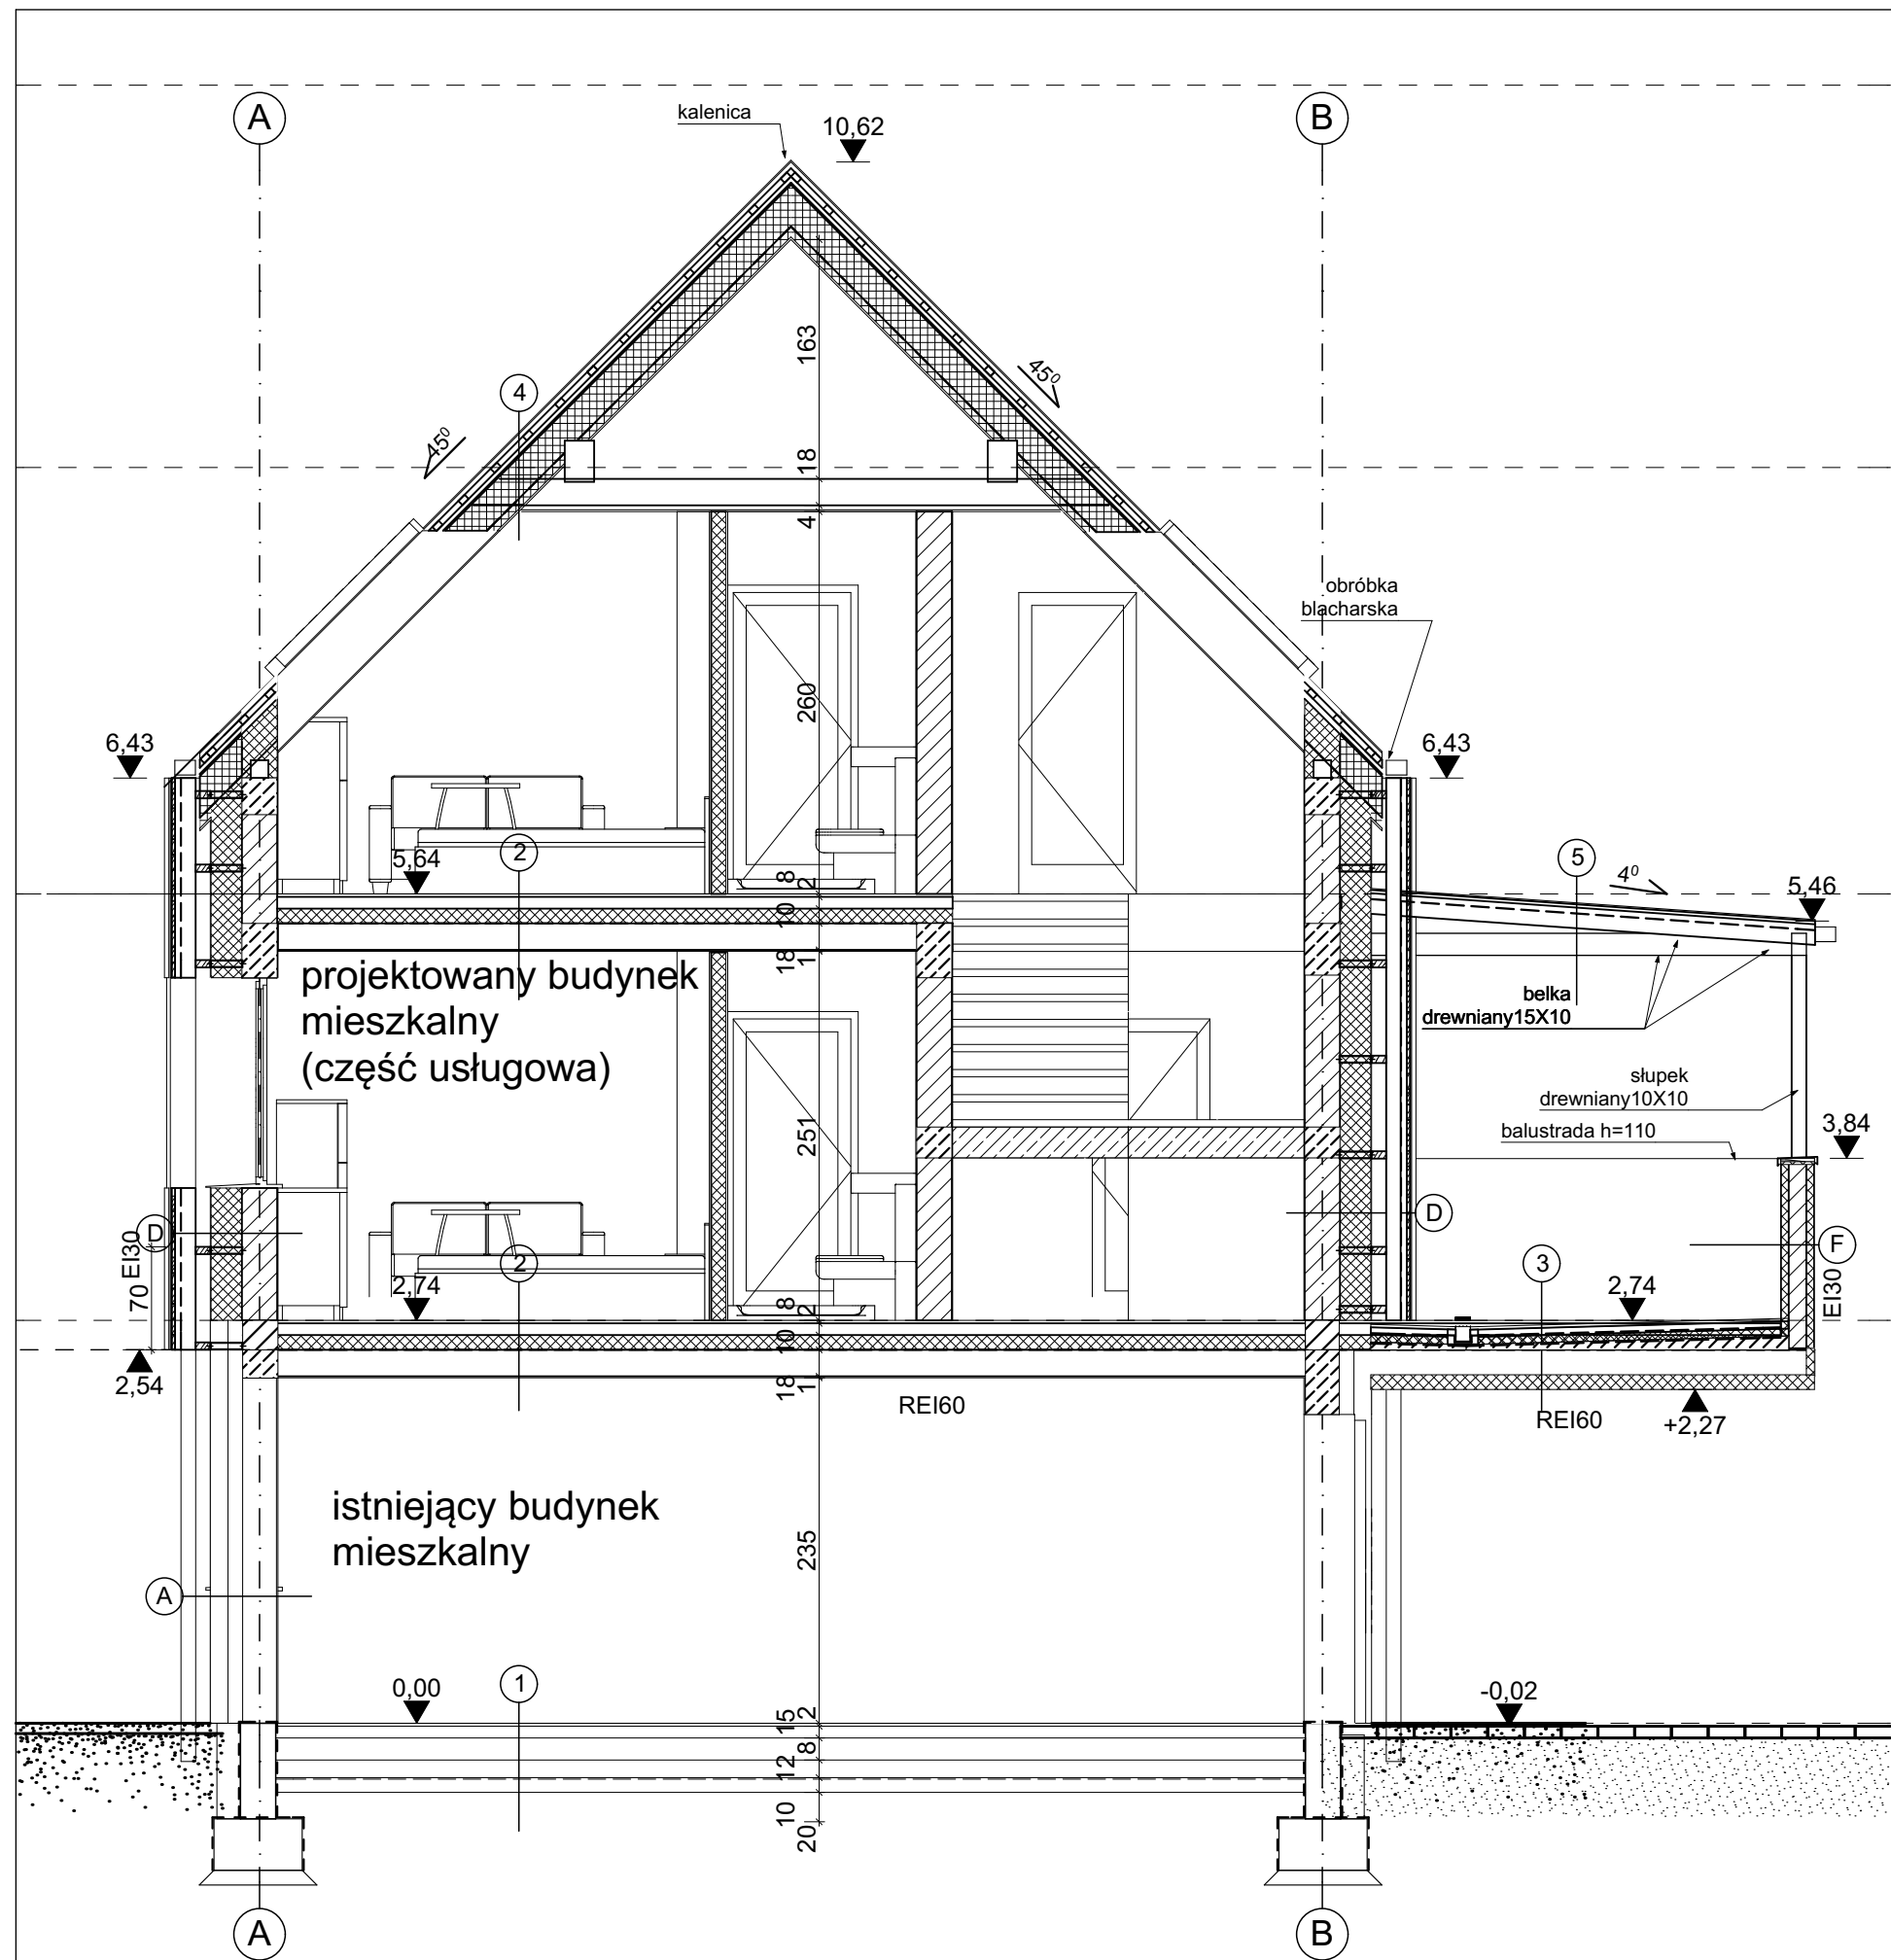 A
B
kalenica
10,62
163
45⁰
4
45⁰
18
4
obróbka
blacharska
260
6,43
6,43
5,64
2
8
2
5
4⁰
5,46
10
18
1
projektowany budynek
mieszkalny
(część usługowa)
belka
drewniany15X10
słupek
drewniany10X10
balustrada h=110
3,84
251
D
D
F
EI30
70
2
3
2,74
2,74
EI30
8
2
10
2,54
18
1
REI60
REI60
+2,27
istniejący budynek
mieszkalny
235
A
0,00
1
-0,02
2
15
8
12
10
20
A
B